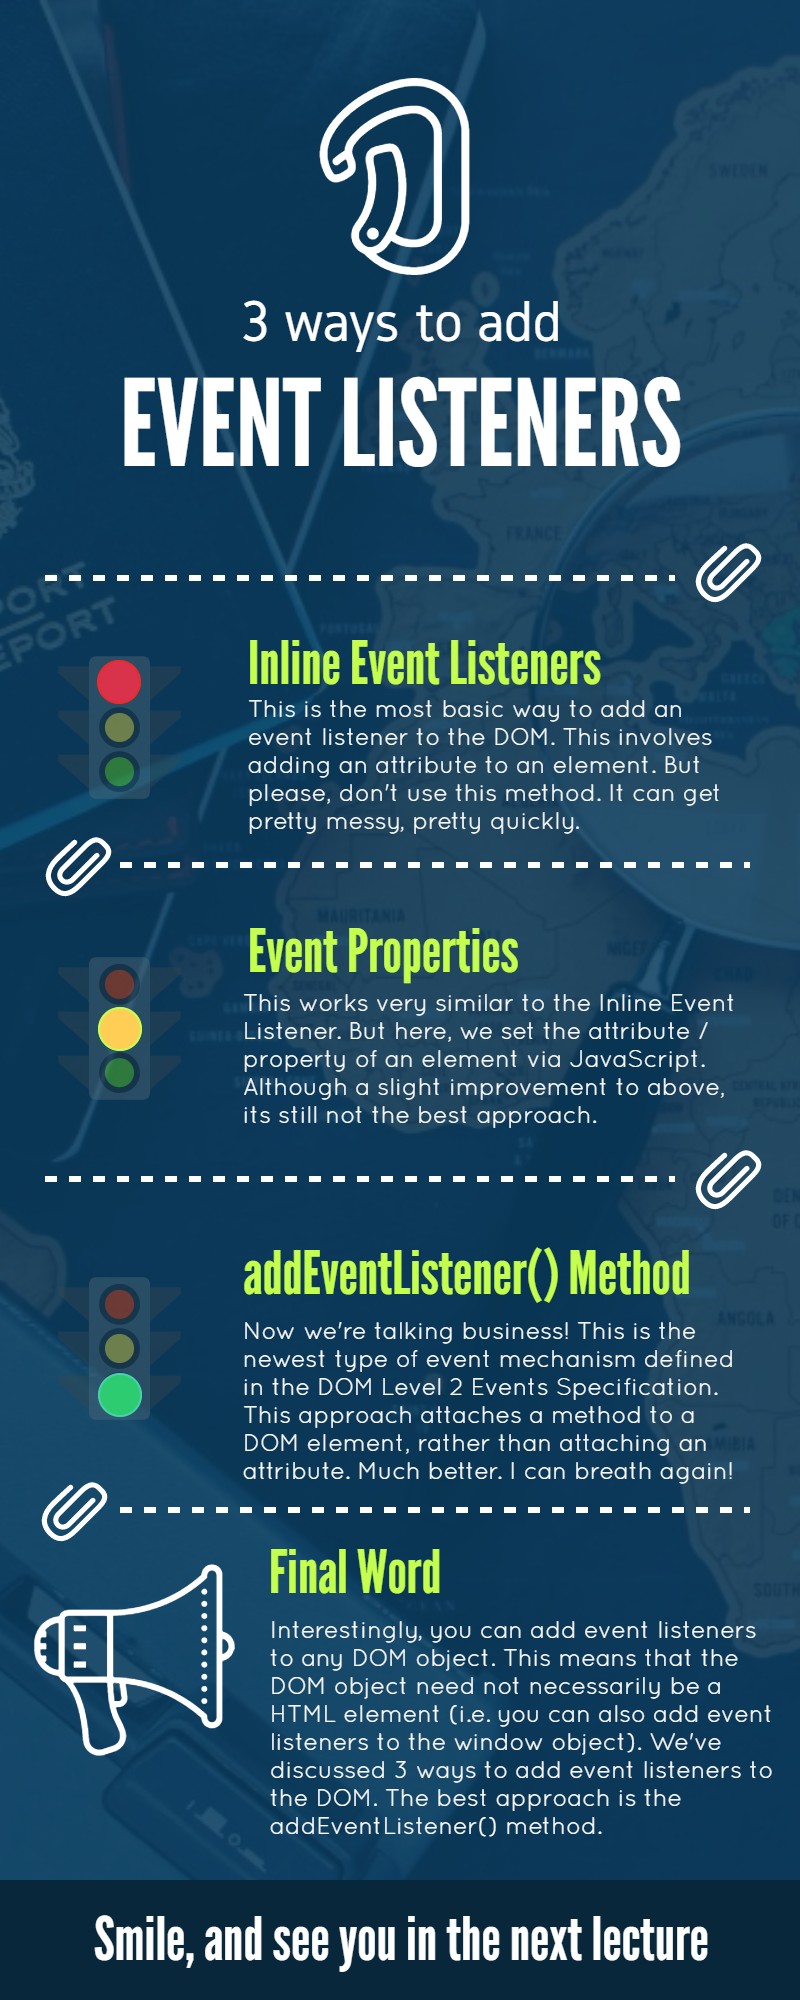 3 ways to add
EVENT LISTENERS
Inline Event Listeners
This is the most basic way to add an
event listener to the DOM. This involves
adding an attribute to an element. But
please, don't use this method. It can get
pretty messy, pretty quickly.
Event Properties
This works very similar to the Inline Event
Listener. But here, we set the attribute /
property of an element via JavaScript.
Although a slight improvement to above,
its still not the best approach.
addEventListener() Method
Now we're talking business! This is the
newest type of event mechanism defined
in the DOM Level 2 Events Specification.
This approach attaches a method to a
DOM element, rather than attaching an
attribute. Much better. I can breath again!
Final Word
Interestingly, you can add event listeners
to any DOM object. This means that the
DOM object need not necessarily be a
HTML element (i.e. you can also add event
listeners to the window object). We've
discussed 3 ways to add event listeners to
the DOM. The best approach is the
addEventListener() method.
Smile, and see you in the next lecture
SWEDEN
FRANCE
MAURITANIA
ANGOLA